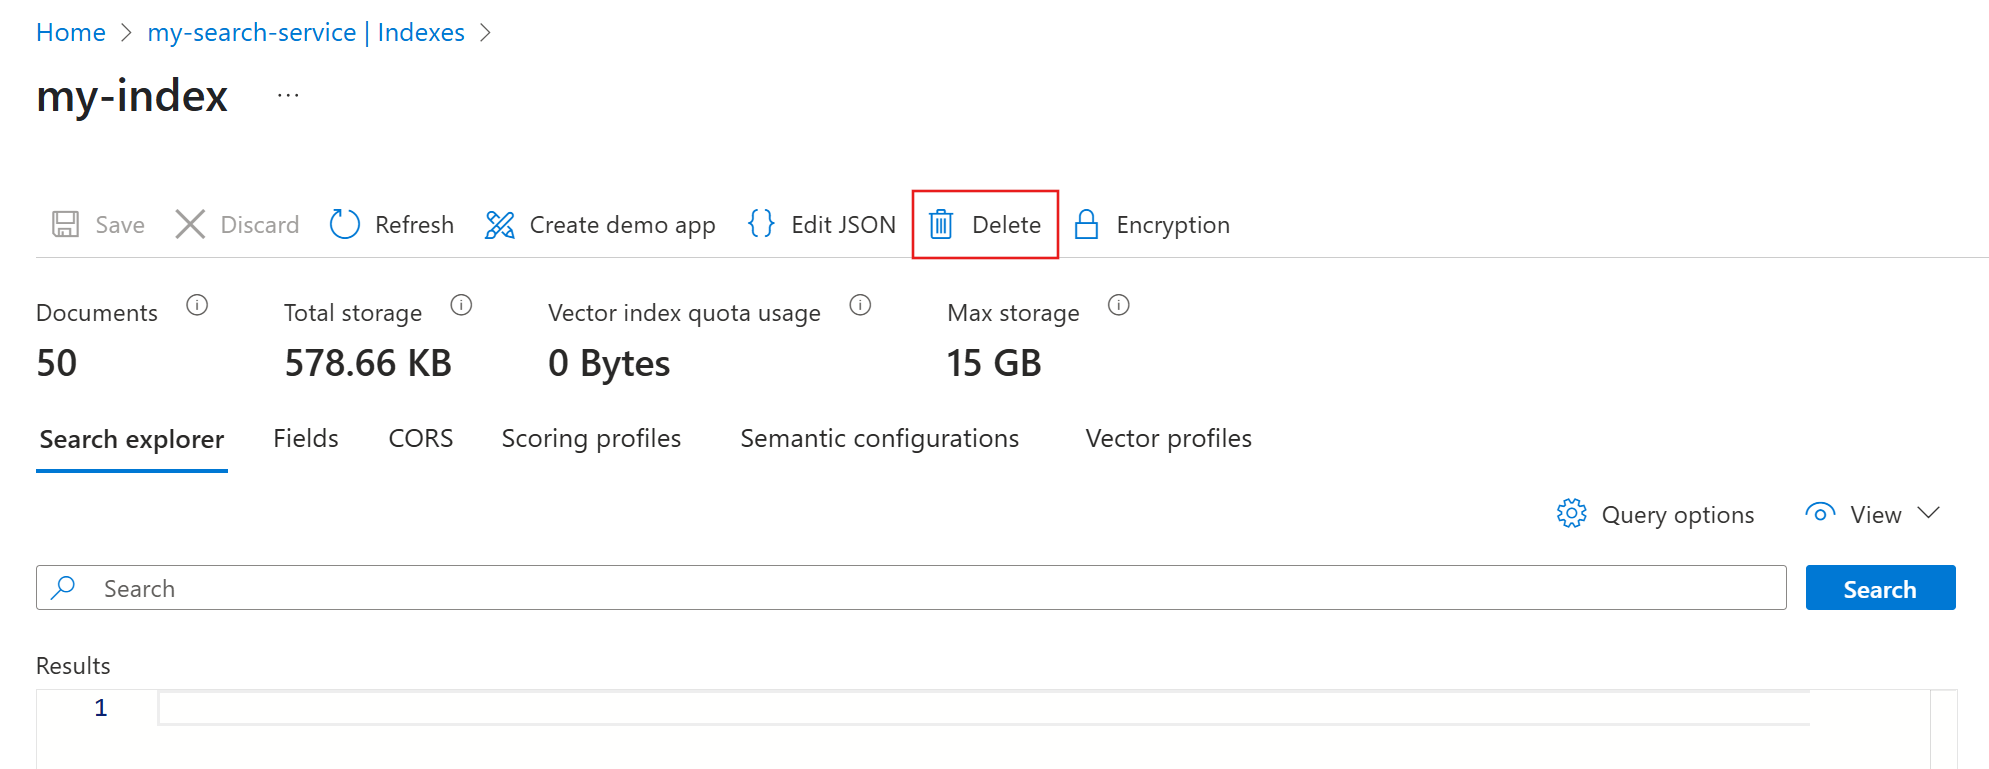 Home > my-search-service | Indexes >
my-index ...
Save Discard Refresh Create demo app {} Edit JSON Delete Encryption
Documents Total storage Vector index quota usage Max storage
50 578.66 KB 0 Bytes 15 GB
Search explorer Fields CORS Scoring profiles Semantic configurations Vector profiles
Query options View
Search Search
Results
1